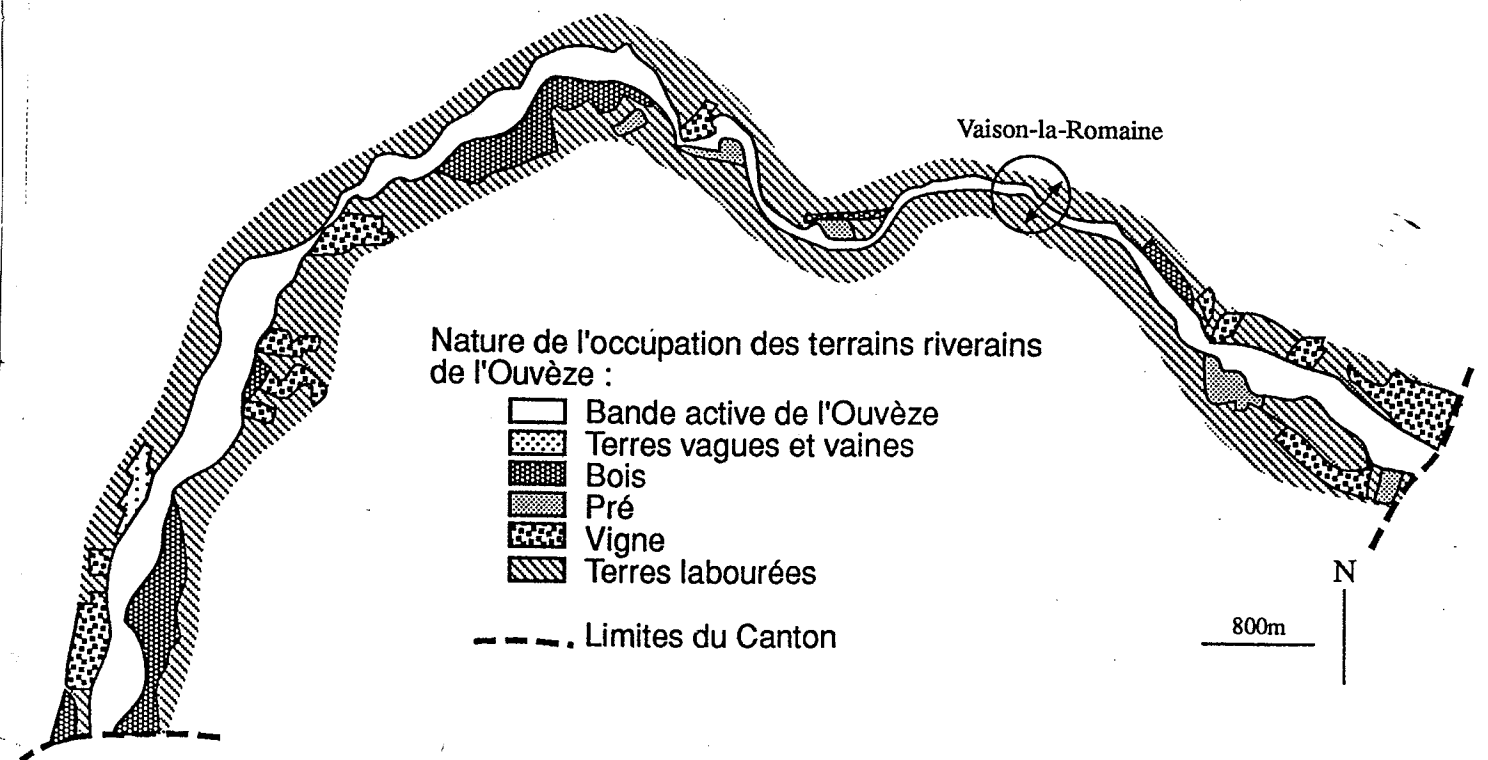 Vaison-la-Romaine
Nature de l'occupation des terrains riverains
de l'Ouvèze :
Bande active de l'Ouvèze
Terres vagues et vaines
Bois
Pré
Vigne
Terres labourées
Limites du Canton
N
800m